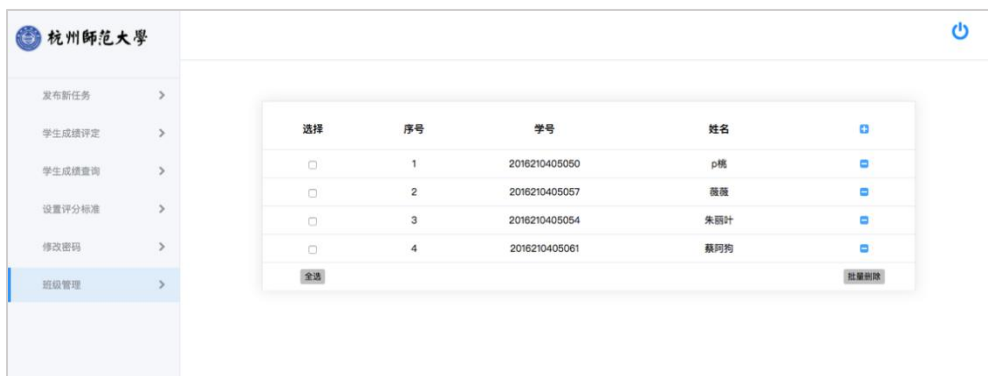 杭州师范大學
发布新任务
学生成绩评定
学生成绩查询
设置评分标准
修改密码
班级管理
选择 序号 学号 姓名
1 2016210405050 p桃
2 2016210405057 薇薇
3 2016210405054 朱丽叶
4 2016210405061 蔡阿狗
全选 批量删除